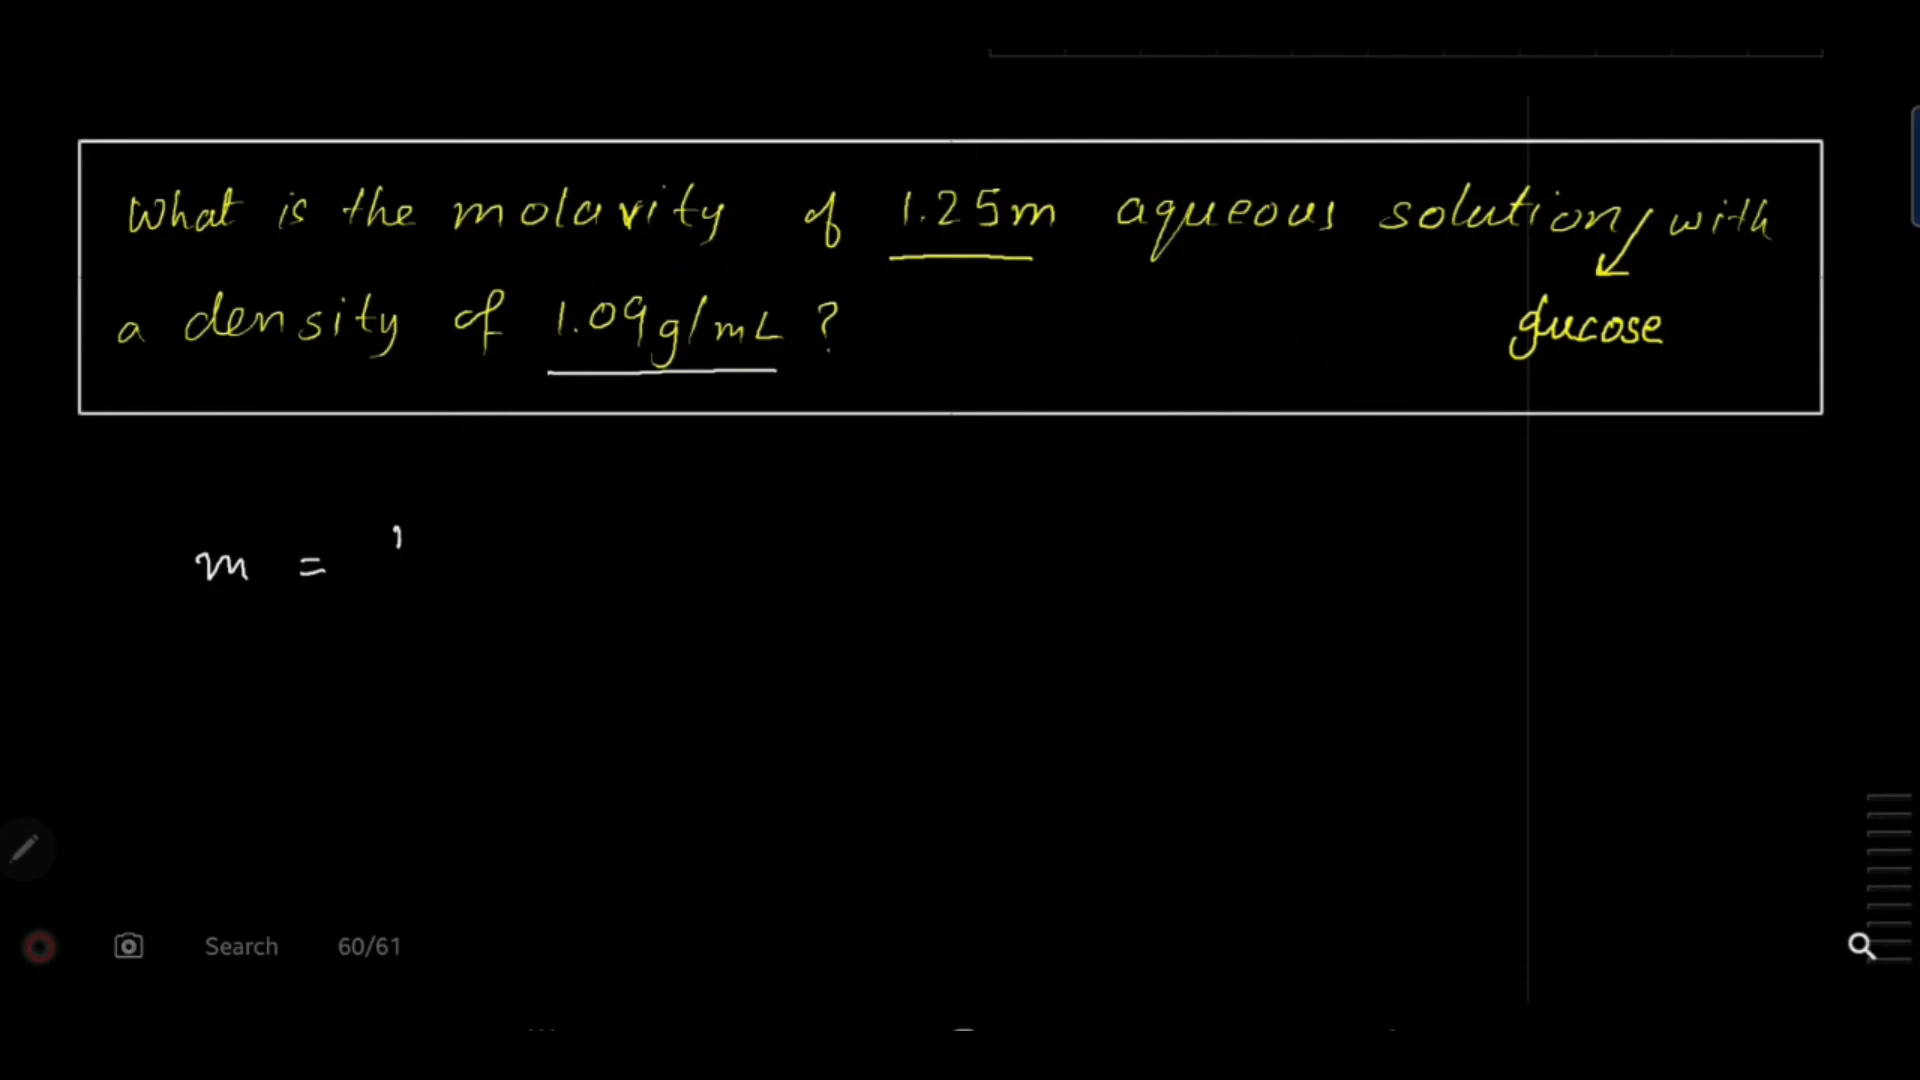 What is the molarity of 1.25m aqueous solution, with
a density of 1.09g/mL ?
glucose
m = 1
Search 60/61